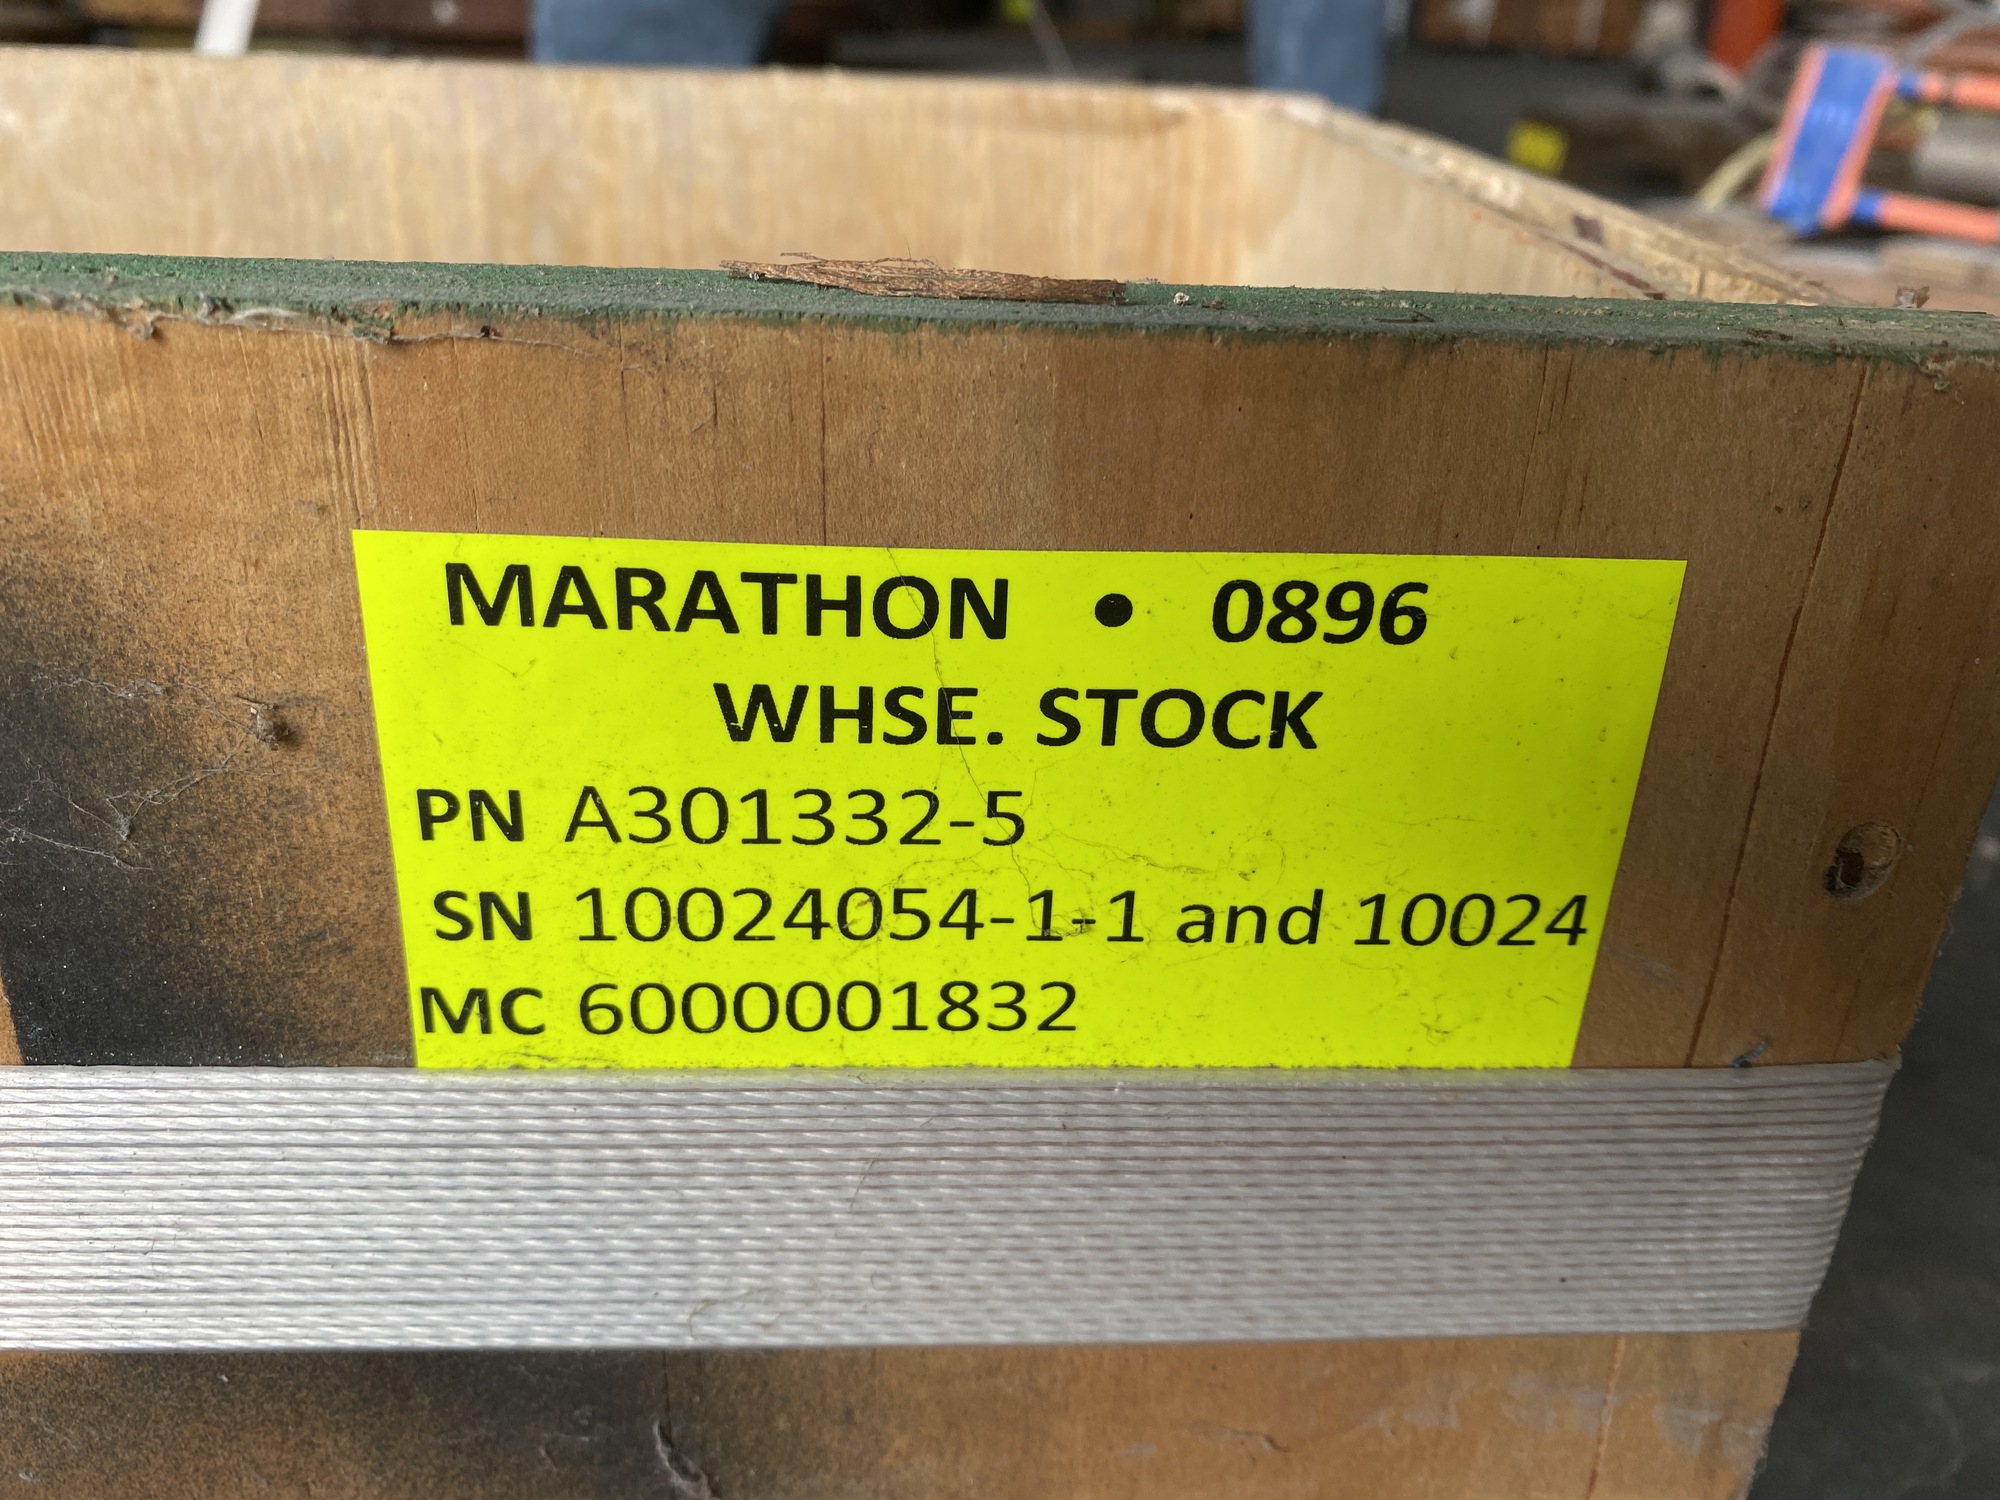 MARATHON • 0896
WHSE. STOCK
PN A301332-5
SN 10024054-1-1 and 10024
MC 6000001832